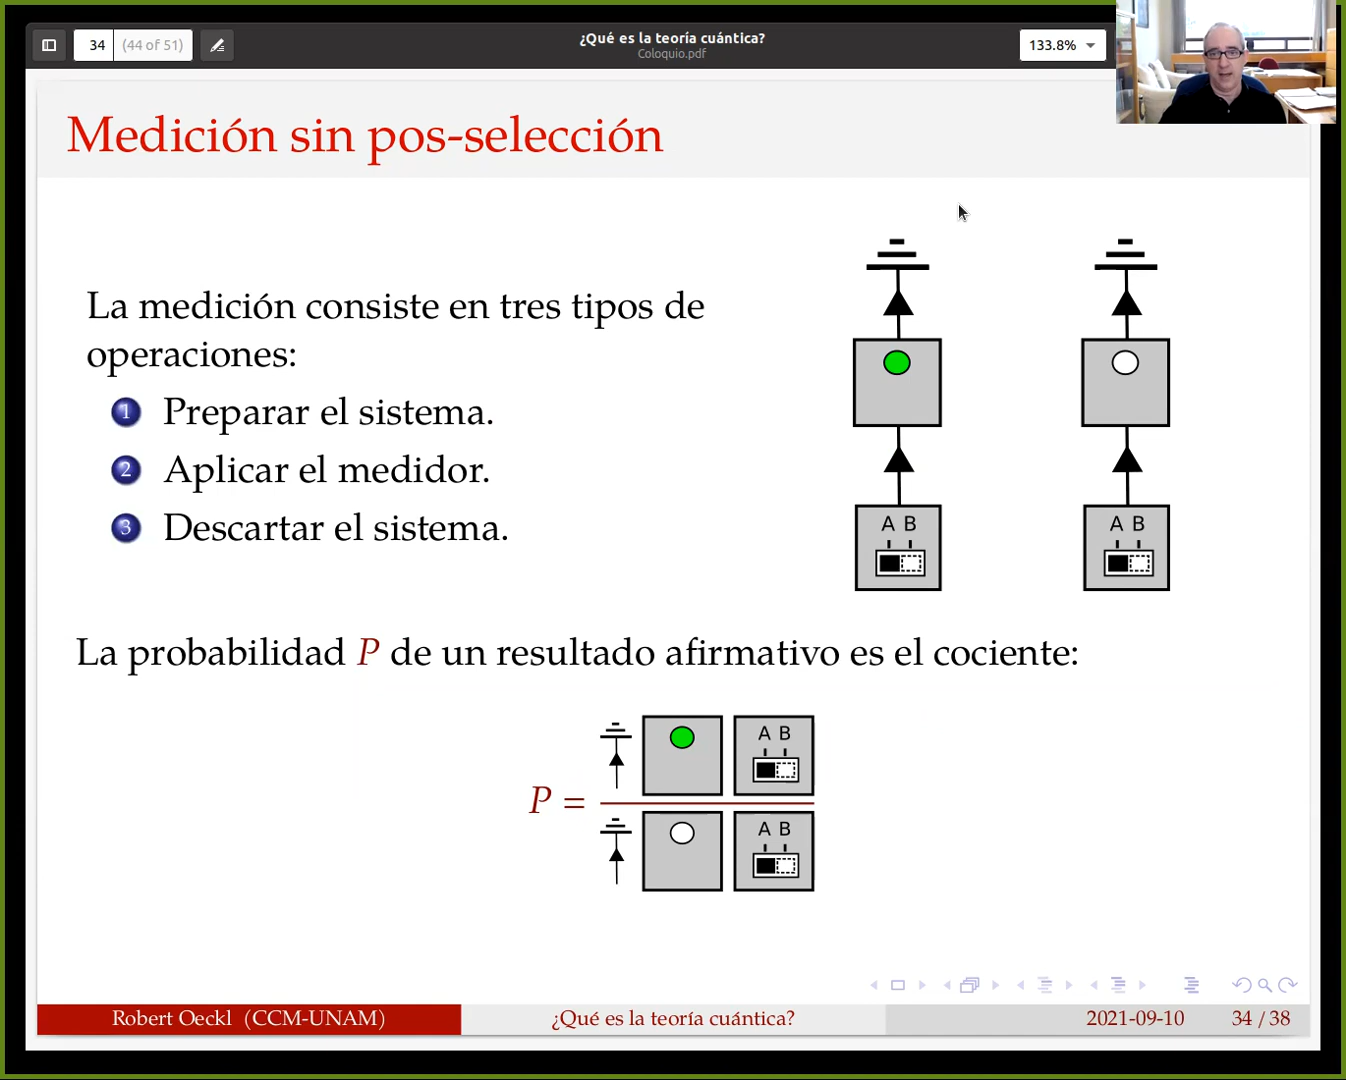 34 (44 of 51)
¿Qué es la teoría cuántica?
Coloquio.pdf
133.8%
Medición sin pos-selección
La medición consiste en tres tipos de
operaciones:
1 Preparar el sistema.
2 Aplicar el medidor.
3 Descartar el sistema.
A B
A B
La probabilidad P de un resultado afirmativo es el cociente:
A B
P =
A B
Robert Oeckl (CCM-UNAM)
¿Qué es la teoría cuántica?
2021-09-10
34 / 38